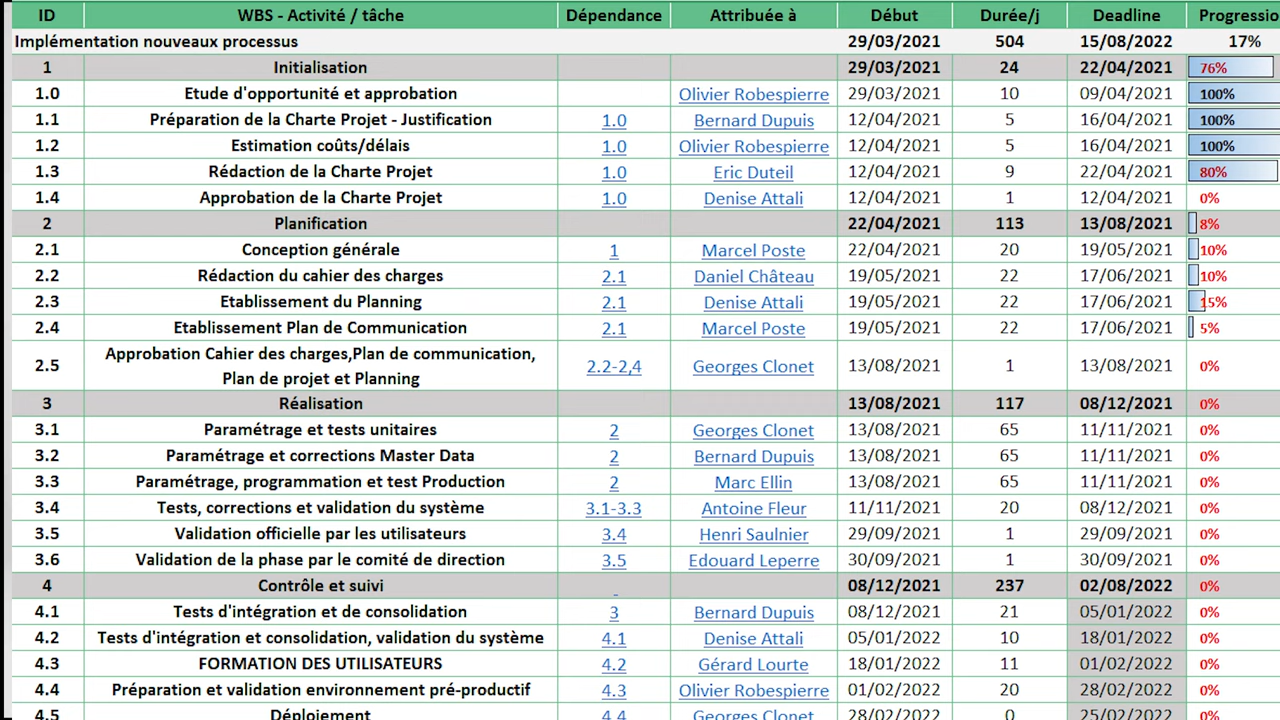 ID WBS - Activité / tâche Dépendance Attribuée à Début Durée/j Deadline Progressio
Implémentation nouveaux processus 29/03/2021 504 15/08/2022 17%
1 Initialisation 29/03/2021 24 22/04/2021 76%
1.0 Etude d'opportunité et approbation Olivier Robespierre 29/03/2021 10 09/04/2021 100%
1.1 Préparation de la Charte Projet - Justification 1.0 Bernard Dupuis 12/04/2021 5 16/04/2021 100%
1.2 Estimation coûts/délais 1.0 Olivier Robespierre 12/04/2021 5 16/04/2021 100%
1.3 Rédaction de la Charte Projet 1.0 Eric Duteil 12/04/2021 9 22/04/2021 80%
1.4 Approbation de la Charte Projet 1.0 Denise Attali 12/04/2021 1 12/04/2021 0%
2 Planification 22/04/2021 113 13/08/2021 8%
2.1 Conception générale 1 Marcel Poste 22/04/2021 20 19/05/2021 10%
2.2 Rédaction du cahier des charges 2.1 Daniel Château 19/05/2021 22 17/06/2021 10%
2.3 Etablissement du Planning 2.1 Denise Attali 19/05/2021 22 17/06/2021 15%
2.4 Etablissement Plan de Communication 2.1 Marcel Poste 19/05/2021 22 17/06/2021 5%
Approbation Cahier des charges,Plan de communication,
2.5 2.2-2,4 Georges Clonet 13/08/2021 1 13/08/2021 0%
Plan de projet et Planning
3 Réalisation 13/08/2021 117 08/12/2021 0%
3.1 Paramétrage et tests unitaires 2 Georges Clonet 13/08/2021 65 11/11/2021 0%
3.2 Paramétrage et corrections Master Data 2 Bernard Dupuis 13/08/2021 65 11/11/2021 0%
3.3 Paramétrage, programmation et test Production 2 Marc Ellin 13/08/2021 65 11/11/2021 0%
3.4 Tests, corrections et validation du système 3.1-3.3 Antoine Fleur 11/11/2021 20 08/12/2021 0%
3.5 Validation officielle par les utilisateurs 3.4 Henri Saulnier 29/09/2021 1 29/09/2021 0%
3.6 Validation de la phase par le comité de direction 3.5 Edouard Leperre 30/09/2021 1 30/09/2021 0%
4 Contrôle et suivi 08/12/2021 237 02/08/2022 0%
4.1 Tests d'intégration et de consolidation 3 Bernard Dupuis 08/12/2021 21 05/01/2022 0%
4.2 Tests d'intégration et consolidation, validation du système 4.1 Denise Attali 05/01/2022 10 18/01/2022 0%
4.3 FORMATION DES UTILISATEURS 4.2 Gérard Lourte 18/01/2022 11 01/02/2022 0%
4.4 Préparation et validation environnement pré-productif 4.3 Olivier Robespierre 01/02/2022 20 28/02/2022 0%
4.5 Déploiement 4.4 Georges Clonet 28/02/2022 0 25/02/2022 0%